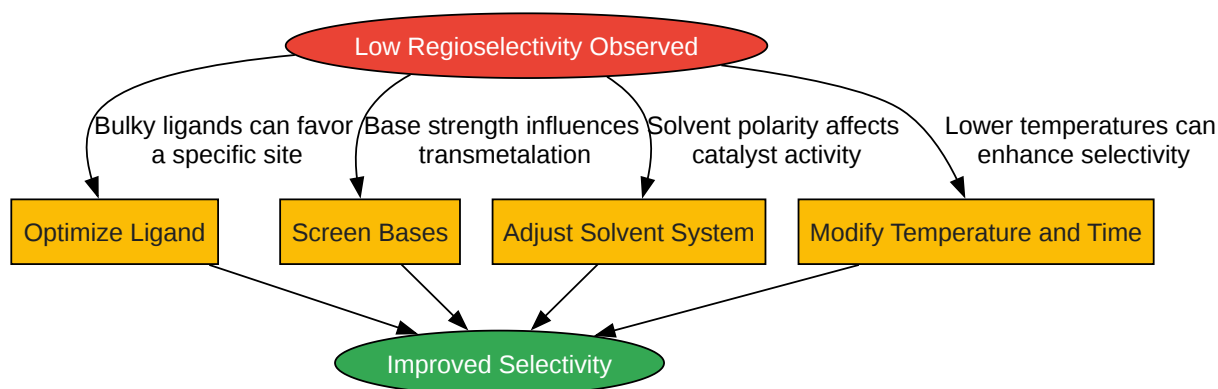 Low Regioselectivity Observed
Bulky ligands can favor
a specific site
Base strength influences
transmetalation
Solvent polarity affects
catalyst activity
Lower temperatures can
enhance selectivity
Optimize Ligand
Screen Bases
Adjust Solvent System
Modify Temperature and Time
Improved Selectivity